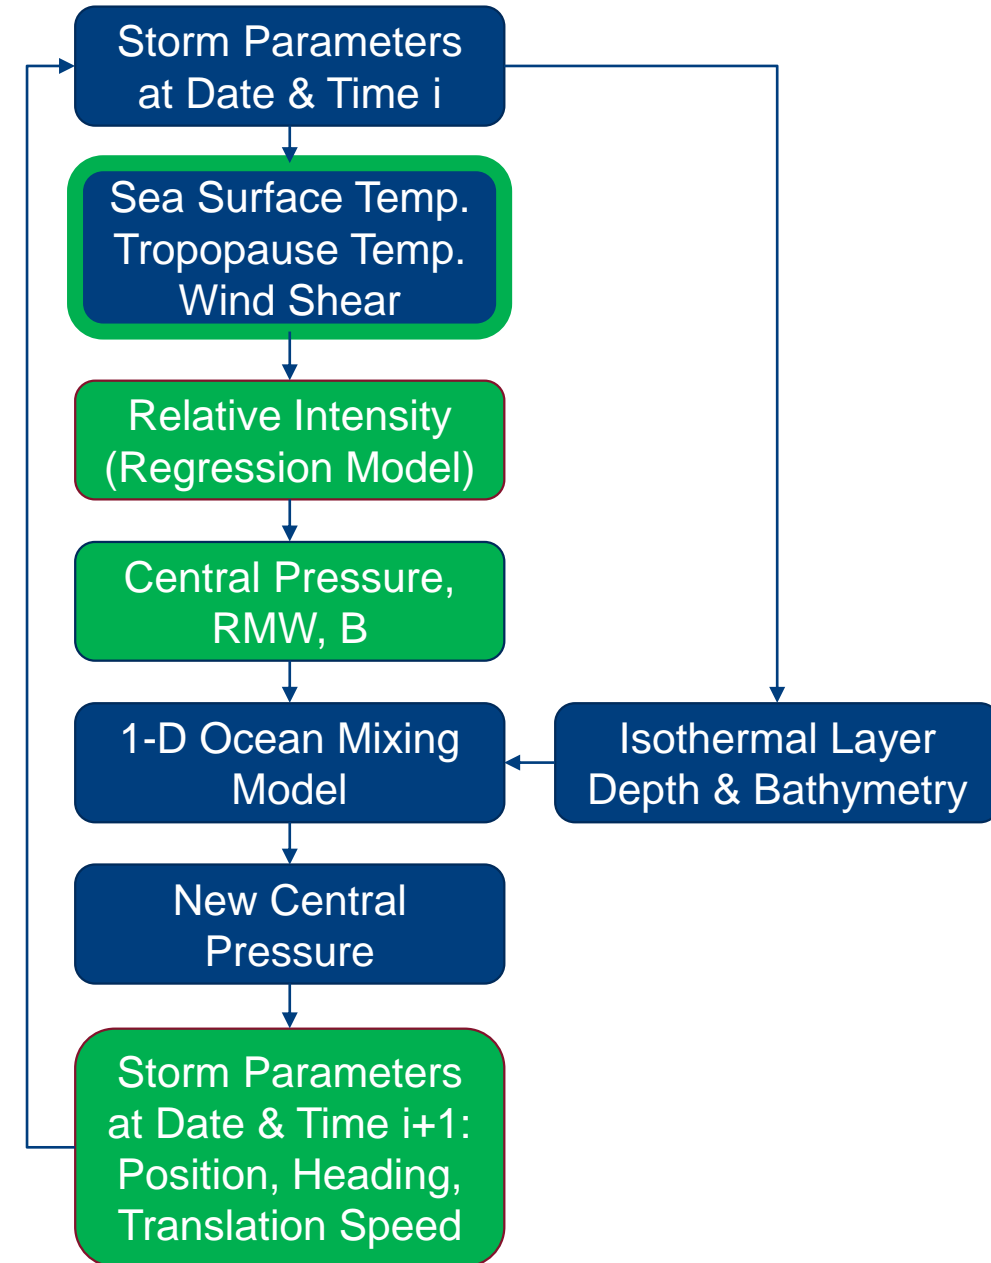 Storm Parameters
at Date & Time i
Sea Surface Temp.
Tropopause Temp.
Wind Shear
Relative Intensity
(Regression Model)
Central Pressure,
RMW, B
1-D Ocean Mixing
Model
Isothermal Layer
Depth & Bathymetry
New Central
Pressure
Storm Parameters
at Date & Time i+1:
Position, Heading,
Translation Speed